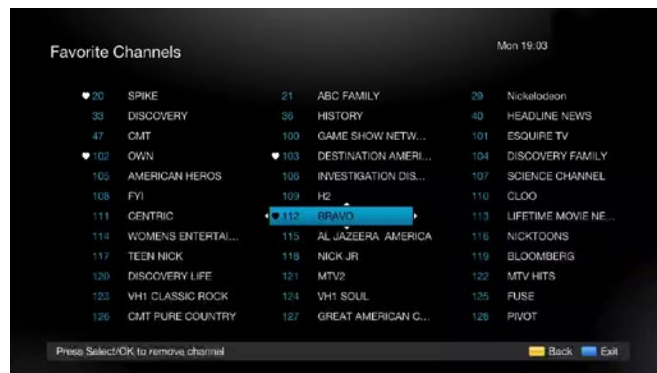 Favorite Channels
Mon 19:03
20 SPIKE 21 ABC FAMILY 29 Nickelodeon
33 DISCOVERY 36 HISTORY 40 HEADLINE NEWS
47 CMT 100 GAME SHOW NETW... 101 ESQUIRE TV
102 OWN 103 DESTINATION AMERI... 104 DISCOVERY FAMILY
105 AMERICAN HEROS 106 INVESTIGATION DIS... 107 SCIENCE CHANNEL
108 FYI 109 H2 110 CLOO
111 CENTRIC 112 BRAVO 113 LIFETIME MOVIE NE...
114 WOMENS ENTERTAI... 115 AL JAZEERA AMERICA 116 NICKTOONS
117 TEEN NICK 118 NICK JR 119 BLOOMBERG
120 DISCOVERY LIFE 121 MTV2 122 MTV HITS
123 VH1 CLASSIC ROCK 124 VH1 SOUL 125 FUSE
126 CMT PURE COUNTRY 127 GREAT AMERICAN C... 128 PIVOT
Press Select/OK to remove channel Back Exit